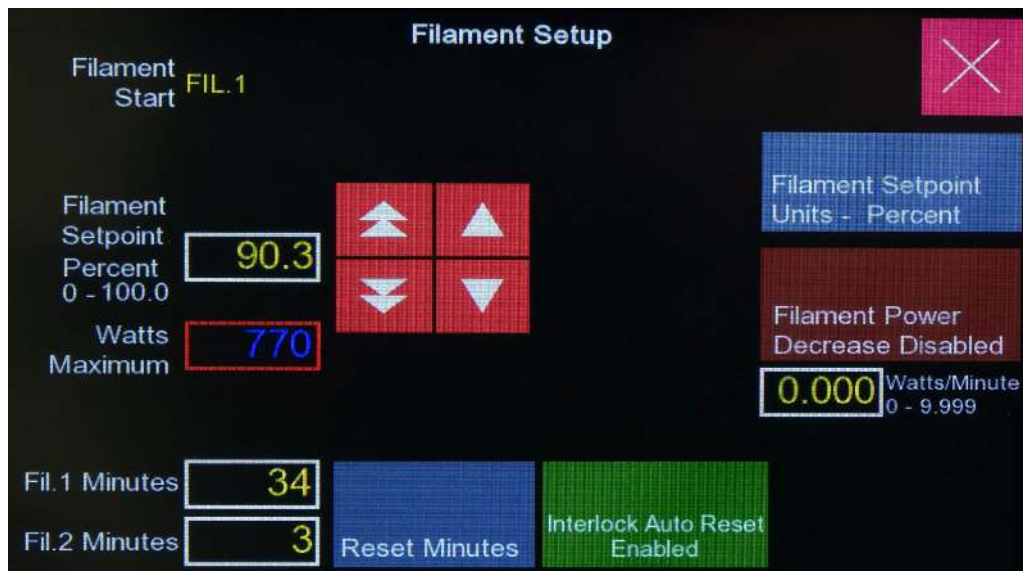 Filament Setup
Filament
Start
FIL.1
Filament Setpoint
Units - Percent
Filament
Setpoint
Percent
0 - 100.0
90.3
Filament Power
Decrease Disabled
Watts
Maximum
770
0.000
Watts/Minute
0 - 9.999
Fil.1 Minutes
34
Fil.2 Minutes
3
Reset Minutes
Interlock Auto Reset
Enabled